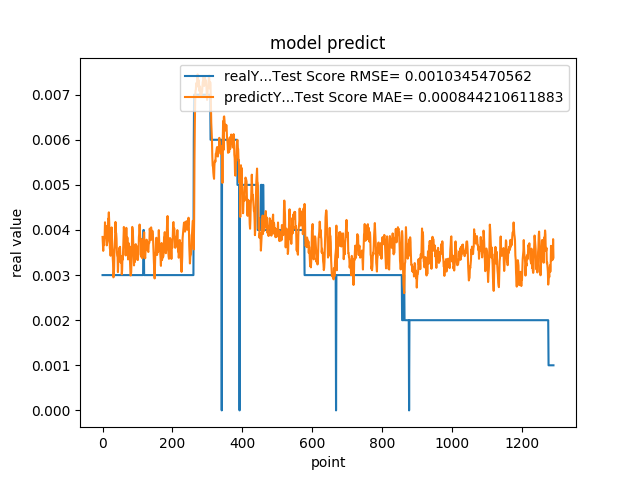 model predict
realY...Test Score RMSE= 0.0010345470562
predictY...Test Score MAE= 0.000844210611883
0.007
0.006
0.005
0.004
0.003
0.002
0.001
0.000
real value
0 200 400 600 800 1000 1200
point